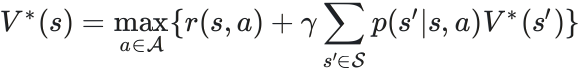 $V^*(s) = \max_{a \in \mathcal{A}} \{ r(s, a) + \gamma \sum_{s' \in \mathcal{S}} p(s'|s, a) V^*(s') \}$